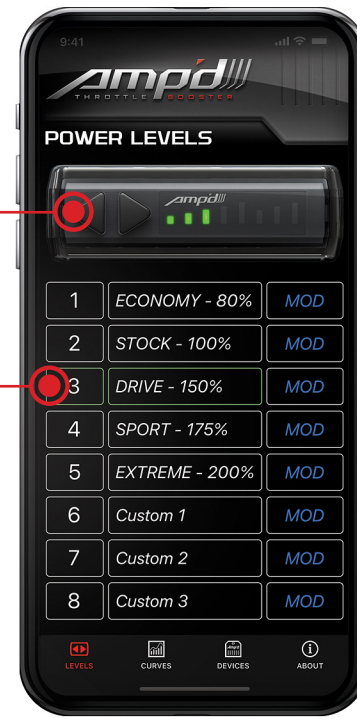 9:41
Amp'd
THROTTLE BOOSTER
POWER LEVELS
Amp'd
1 ECONOMY - 80% MOD
2 STOCK - 100% MOD
3 DRIVE - 150% MOD
4 SPORT - 175% MOD
5 EXTREME - 200% MOD
6 Custom 1 MOD
7 Custom 2 MOD
8 Custom 3 MOD
LEVELS CURVES DEVICES ABOUT